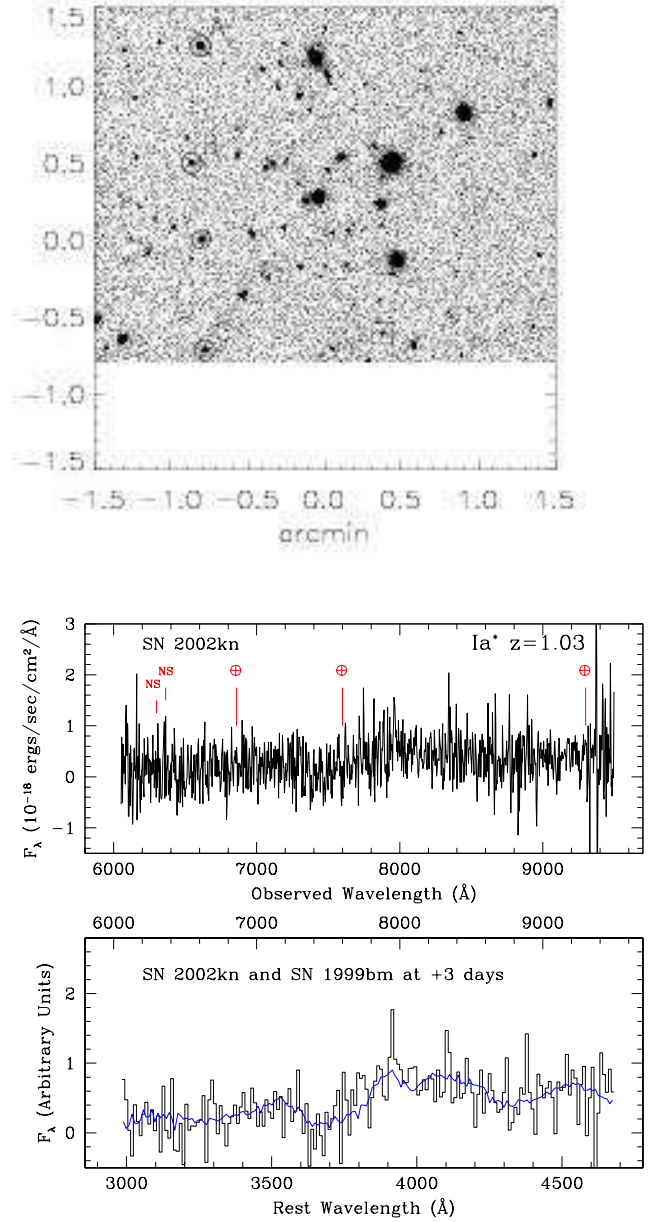 1.5
1.0
0.5
0.0
−0.5
−1.0
−1.5
−1.5 −1.0 −0.5 0.0 0.5 1.0 1.5
arcmin
3
2
1
0
−1
SN 2002kn
Ia* z=1.03
NS NS ⊕ ⊕ ⊕
F_λ (10^-18 ergs/sec/cm²/Å)
6000 7000 8000 9000
Observed Wavelength (Å)
6000 7000 8000 9000
2
1
0
SN 2002kn and SN 1999bm at +3 days
F_λ (Arbitrary Units)
3000 3500 4000 4500
Rest Wavelength (Å)